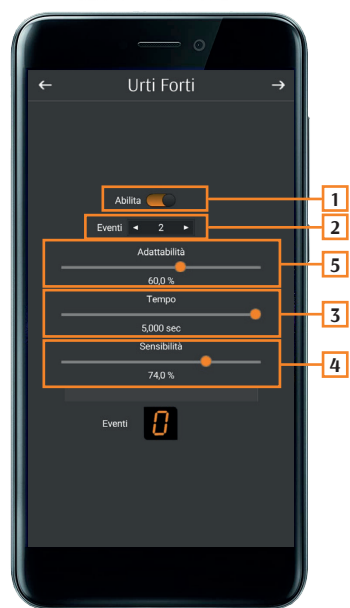 Urti Forti
Abilita
1
Eventi 2
2
Adattabilità
60,0 %
5
Tempo
5,000 sec
3
Sensibilità
74,0 %
4
Eventi 0